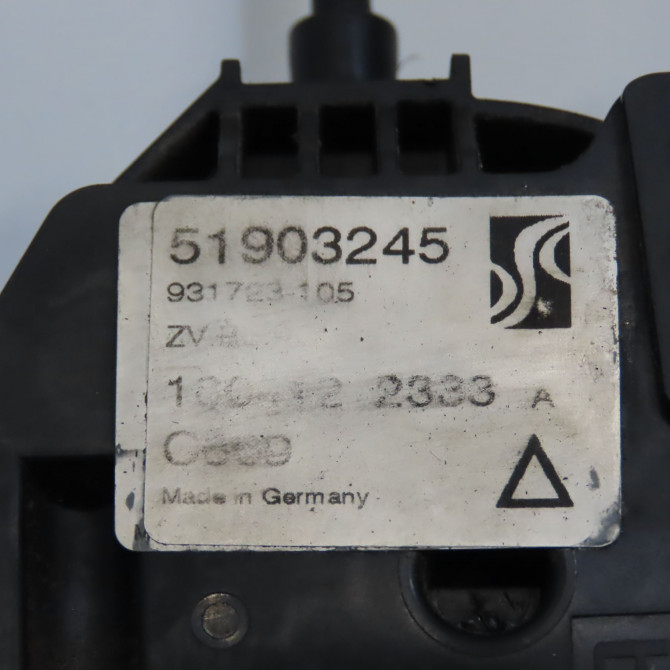 51903245
931723-105
ZV
2333 A
Made in Germany